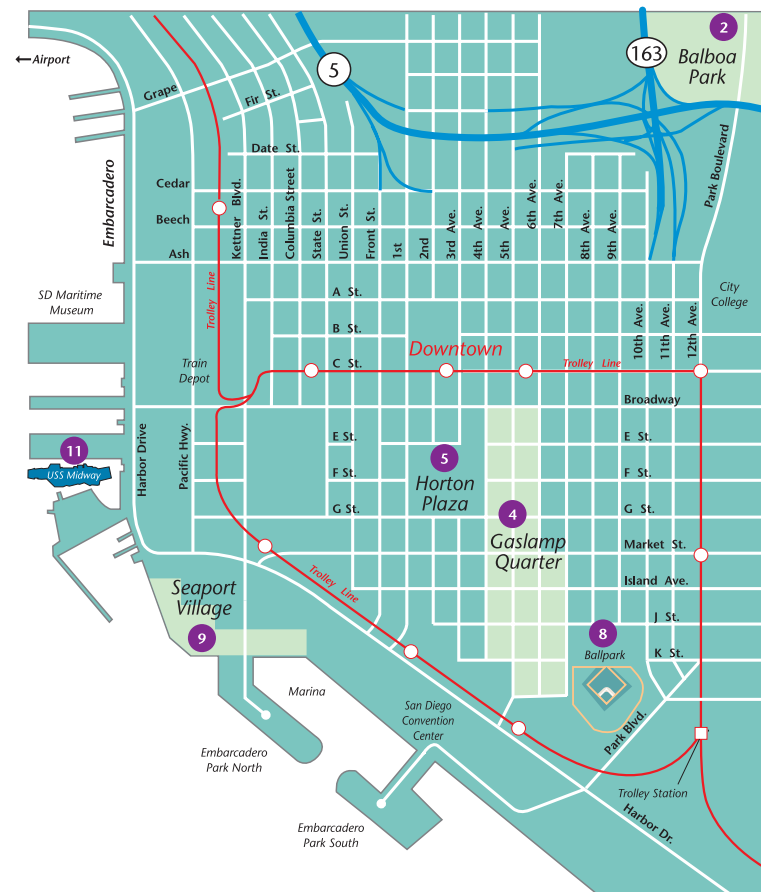 2
Balboa
Park
163
5
Airport
Grape
Fir St.
Date St.
Embarcadero
Cedar
Beech
Ash
Kettner Blvd.
India St.
Columbia Street
State St.
Union St.
Front St.
1st
2nd
3rd Ave.
4th Ave.
5th Ave.
6th Ave.
7th Ave.
8th Ave.
9th Ave.
Park Boulevard
SD Maritime
Museum
Trolley Line
A St.
B St.
C St.
City
College
10th Ave.
11th Ave.
12th Ave.
Train
Depot
Downtown
Trolley Line
Broadway
Harbor Drive
Pacific Hwy.
E St.
F St.
G St.
E St.
F St.
G St.
Market St.
Island Ave.
J St.
K St.
11
USS Midway
5
Horton
Plaza
4
Gaslamp
Quarter
Trolley Line
Seaport
Village
9
8
Ballpark
Marina
San Diego
Convention
Center
Embarcadero
Park North
Park Blvd.
Trolley Station
Harbor Dr.
Embarcadero
Park South